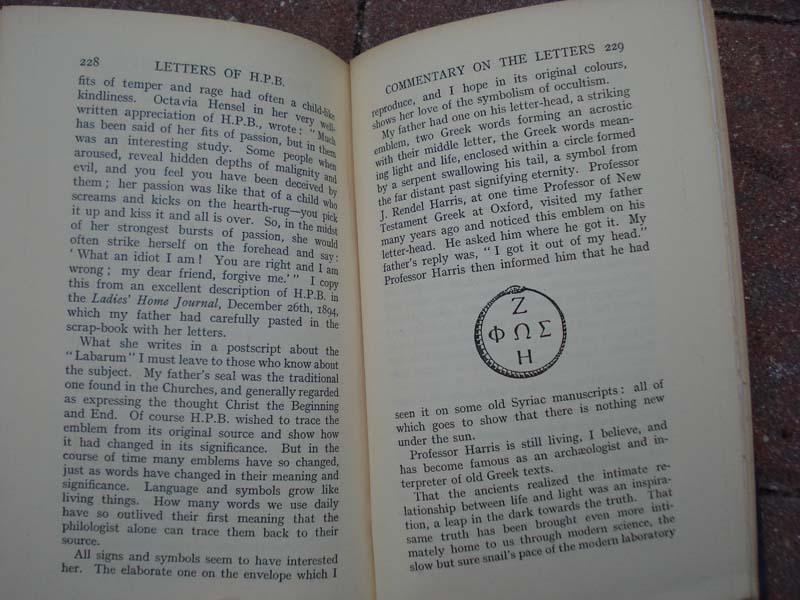 228 LETTERS OF H.P.B.
fits of temper and rage had often a child-like
kindliness. Octavia Hensel in her very well-
written appreciation of H.P.B., wrote: "Much
has been said of her fits of passion, but in them
was an interesting study. Some people when
aroused, reveal hidden depths of malignity and
evil, and you feel you have been deceived by
them; her passion was like that of a child who
screams and kicks on the hearth-rug—you pick
it up and kiss it and all is over. So, in the midst
of her strongest bursts of passion, she would
often strike herself on the forehead and say:
'What an idiot I am! You are right and I am
wrong; my dear friend, forgive me.'" I copy
this from an excellent description of H.P.B. in
the Ladies' Home Journal, December 26th, 1894,
which my father had carefully pasted in the
scrap-book with her letters.
What she writes in a postscript about the
"Labarum" I must leave to those who know about
the subject. My father's seal was the traditional
one found in the Churches, and generally regarded
as expressing the thought Christ the Beginning
and End. Of course H.P.B. wished to trace the
emblem from its original source and show how
it had changed in its significance. But in the
course of time many emblems have so changed,
just as words have changed in their meaning and
significance. Language and symbols grow like
living things. How many words we use daily
have so outlived their first meaning that the
philologist alone can trace them back to their
source.
All signs and symbols seem to have interested
her. The elaborate one on the envelope which I
COMMENTARY ON THE LETTERS 229
reproduce, and I hope in its original colours,
shows her love of the symbolism of occultism.
My father had one on his letter-head, a striking
emblem, two Greek words forming an acrostic
with their middle letter, the Greek words mean-
ing light and life, enclosed within a circle formed
by a serpent swallowing his tail, a symbol from
the far distant past signifying eternity. Professor
J. Rendel Harris, at one time Professor of New
Testament Greek at Oxford, visited my father
many years ago and noticed this emblem on his
letter-head. He asked him where he got it. My
father's reply was, "I got it out of my head."
Professor Harris then informed him that he had
Ζ
Φ Ω Σ
Η
seen it on some old Syriac manuscripts: all of
which goes to show that there is nothing new
under the sun.
Professor Harris is still living, I believe, and
has become famous as an archæologist and in-
terpreter of old Greek texts.
That the ancients realized the intimate re-
lationship between life and light was an inspira-
tion, a leap in the dark towards the truth. That
same truth has been brought even more inti-
mately home to us through modern science, the
slow but sure snail's pace of the modern laboratory